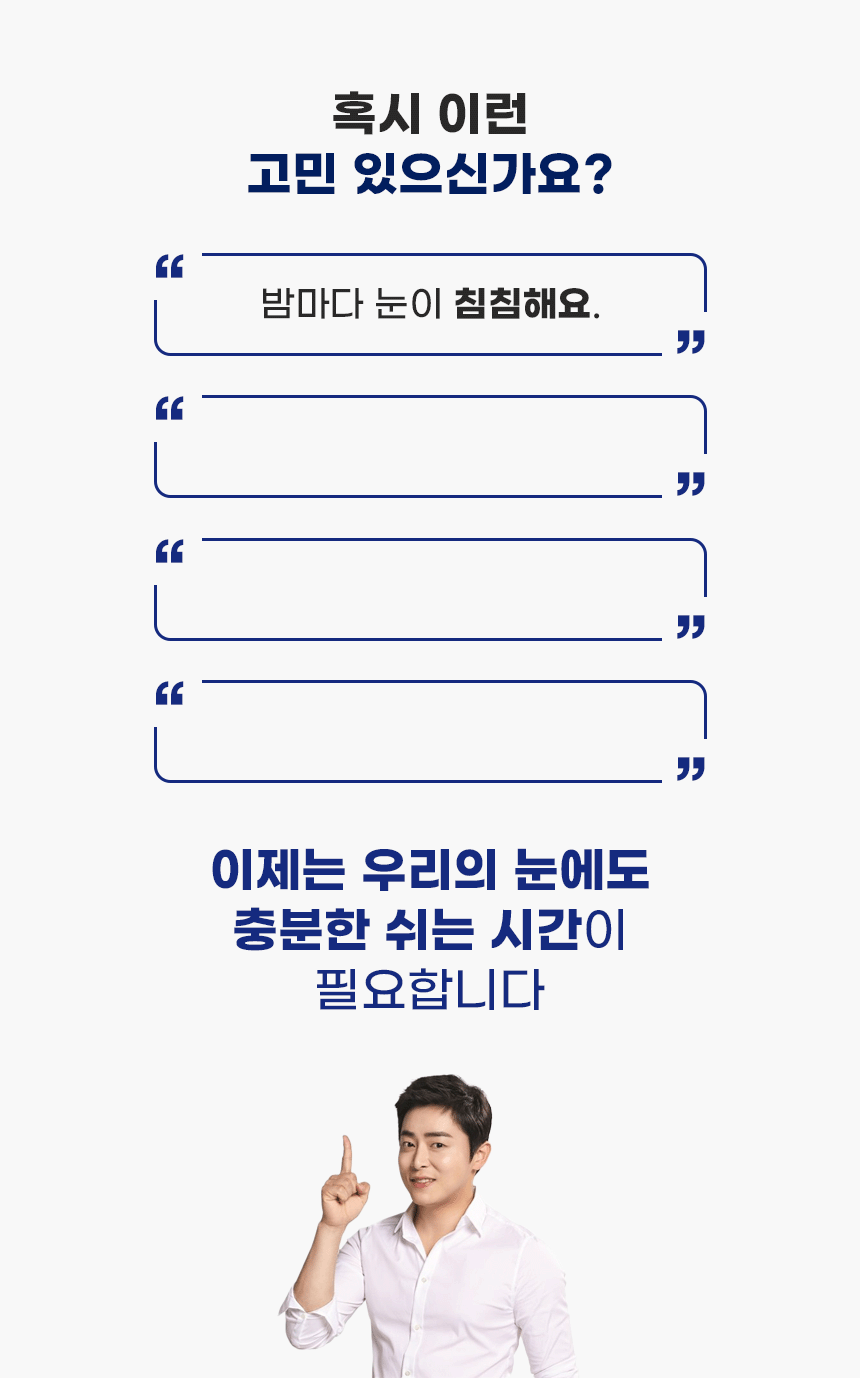 혹시 이런
고민 있으신가요?
“ 밤마다 눈이 침침해요. ”
“ ”
“ ”
“ ”
이제는 우리의 눈에도
충분한 쉬는 시간이
필요합니다